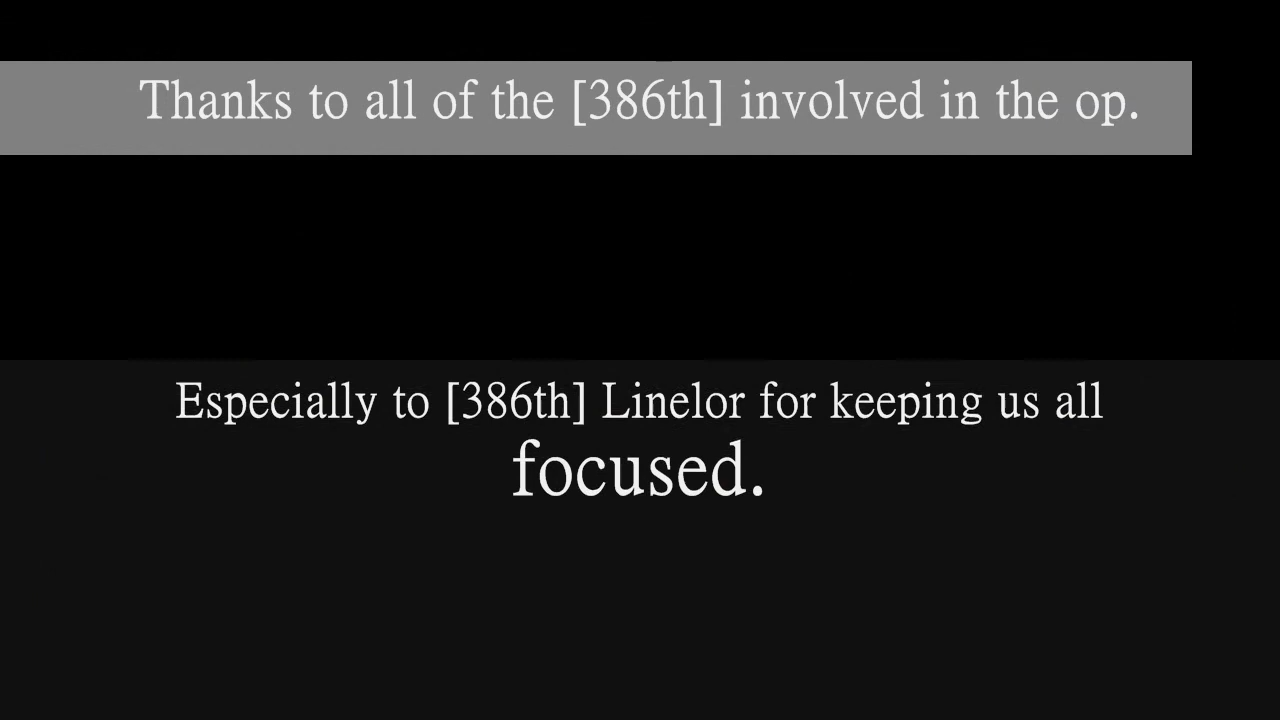 Thanks to all of the [386th] involved in the op.
Especially to [386th] Linelor for keeping us all
focused.